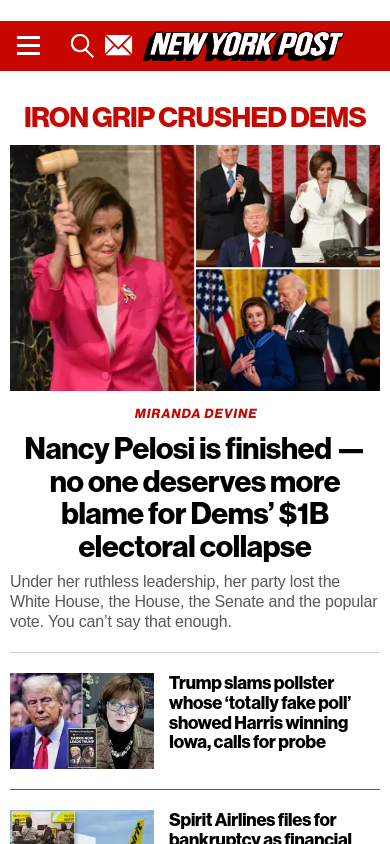 NEW YORK POST
IRON GRIP CRUSHED DEMS
MIRANDA DEVINE
Nancy Pelosi is finished —
no one deserves more
blame for Dems’ $1B
electoral collapse
Under her ruthless leadership, her party lost the
White House, the House, the Senate and the popular
vote. You can’t say that enough.
Trump slams pollster
whose ‘totally fake poll’
showed Harris winning
Iowa, calls for probe
Spirit Airlines files for
bankruptcy as financial